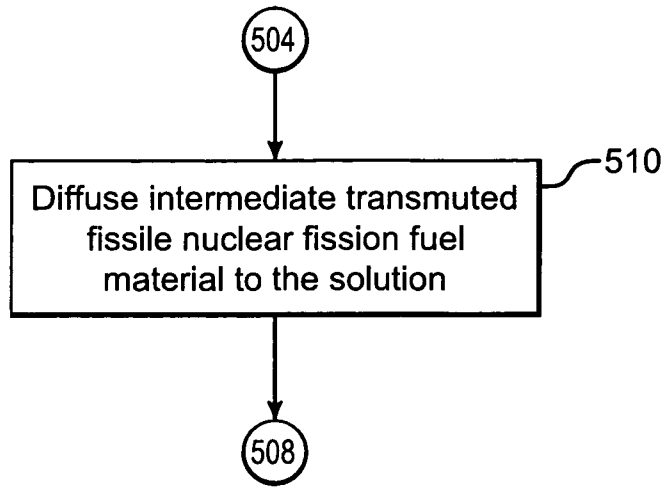 504
510
Diffuse intermediate transmuted
fissile nuclear fission fuel
material to the solution
508